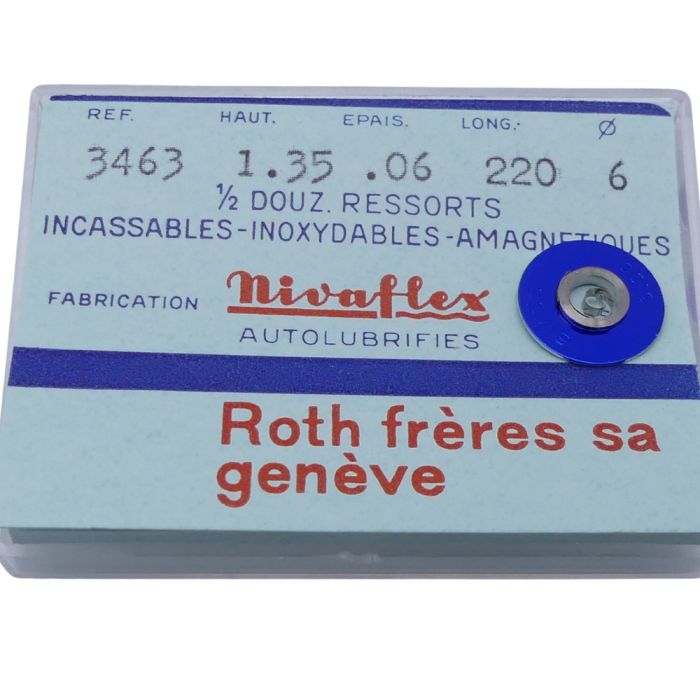 REF. HAUT. EPAIS. LONG. Ø
3463 1.35 .06 220 6
½ DOUZ. RESSORTS
INCASSABLES-INOXYDABLES-AMAGNETIQUES
FABRICATION Nivaflex
AUTOLUBRIFIES
Roth frères sa
genève